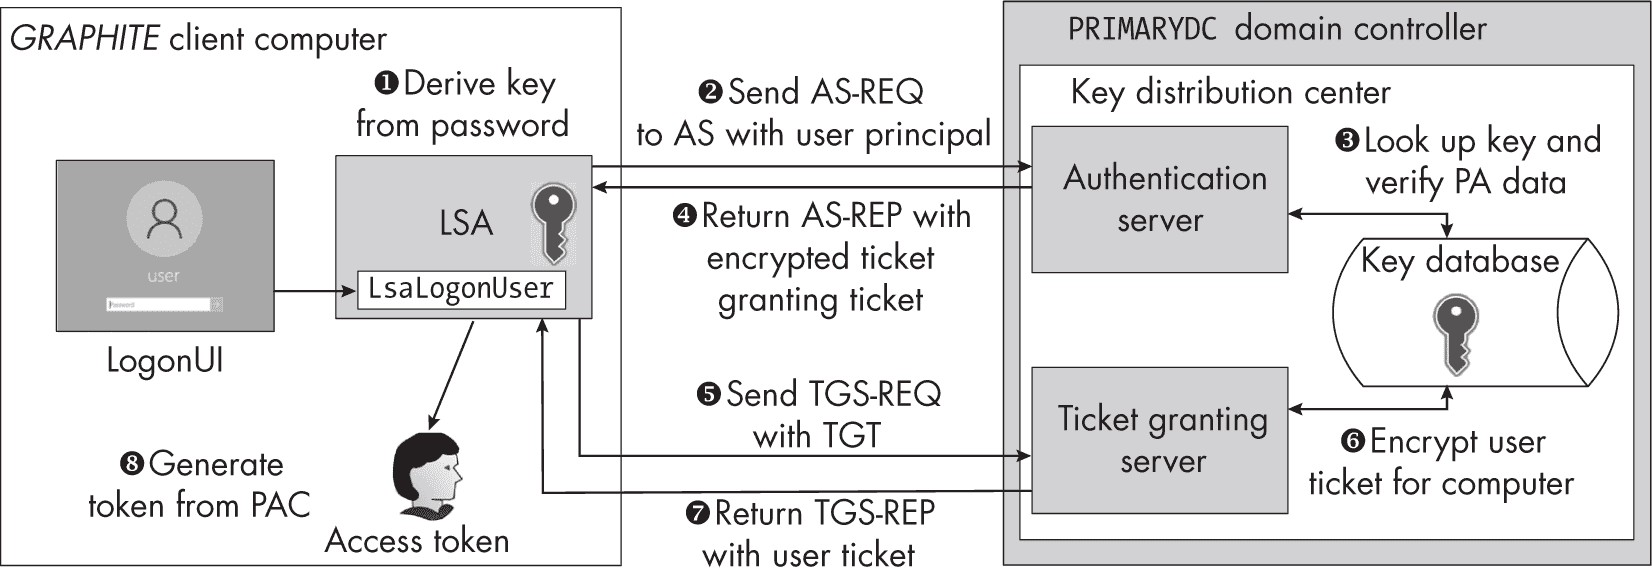 GRAPHITE client computer
❶ Derive key
from password
LogonUI
user
Password
LSA
LsaLogonUser
❽ Generate
token from PAC
Access token
❷ Send AS-REQ
to AS with user principal
❹ Return AS-REP with
encrypted ticket
granting ticket
❺ Send TGS-REQ
with TGT
❼ Return TGS-REP
with user ticket
PRIMARYDC domain controller
Key distribution center
Authentication
server
❸ Look up key and
verify PA data
Key database
Ticket granting
server
❻ Encrypt user
ticket for computer